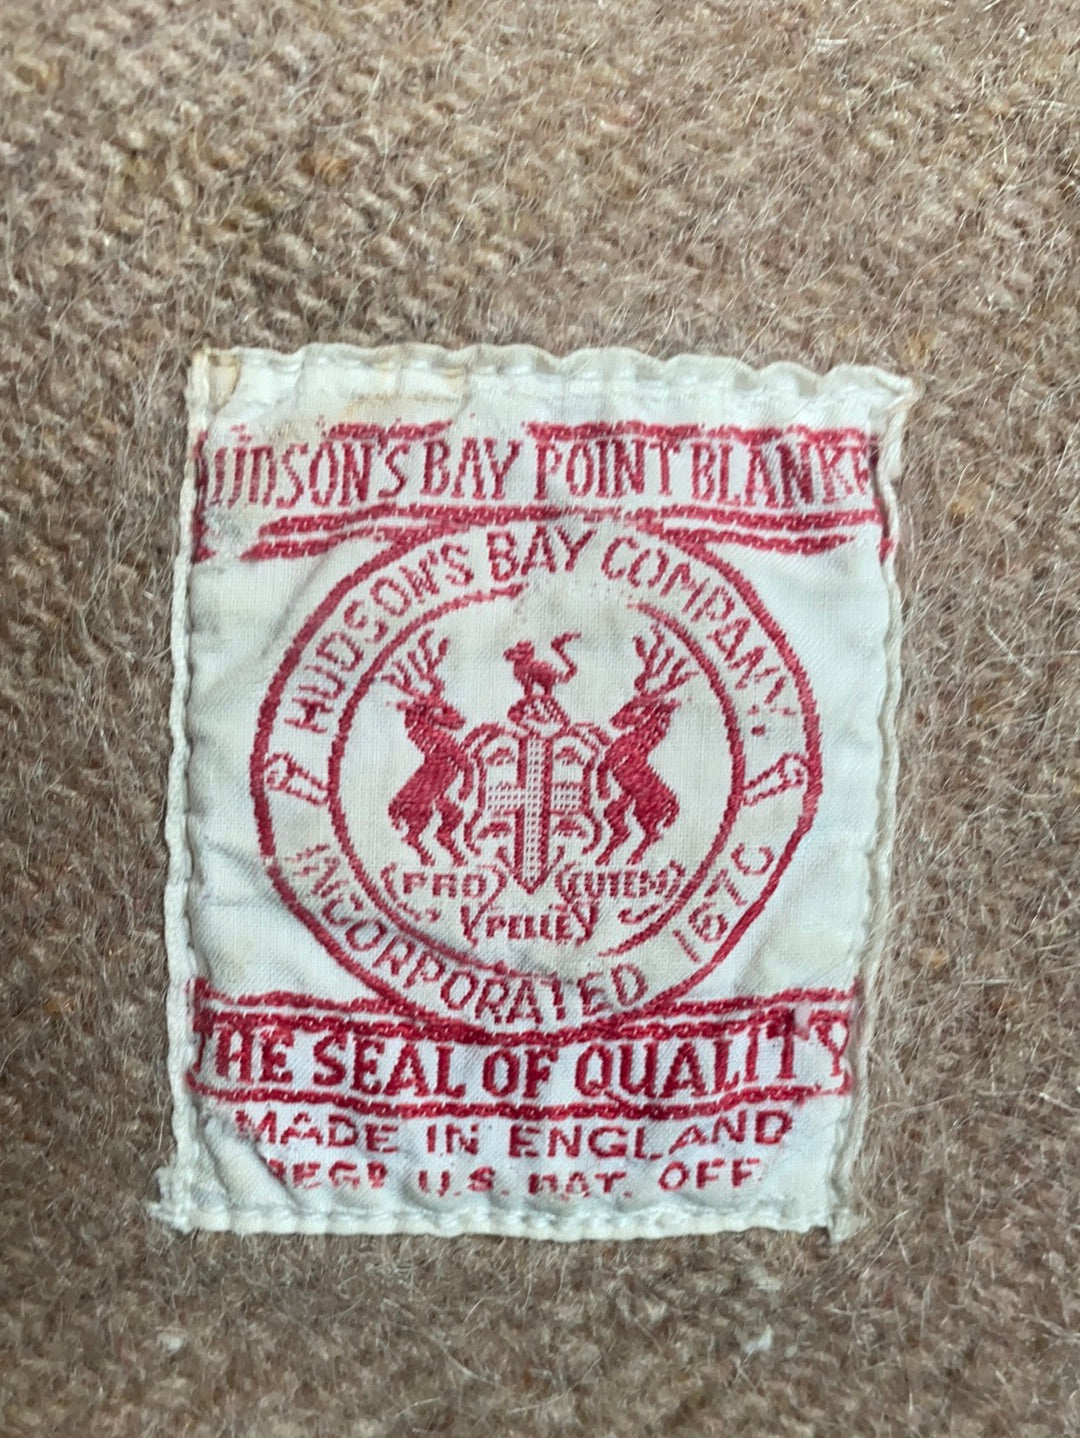 HUDSON'S BAY POINT BLANKE
HUDSON'S BAY COMPANY.
PRO PELLE CUTEM
INCORPORATED 1670
THE SEAL OF QUALITY
MADE IN ENGLAND
REGD U.S. PAT. OFF.